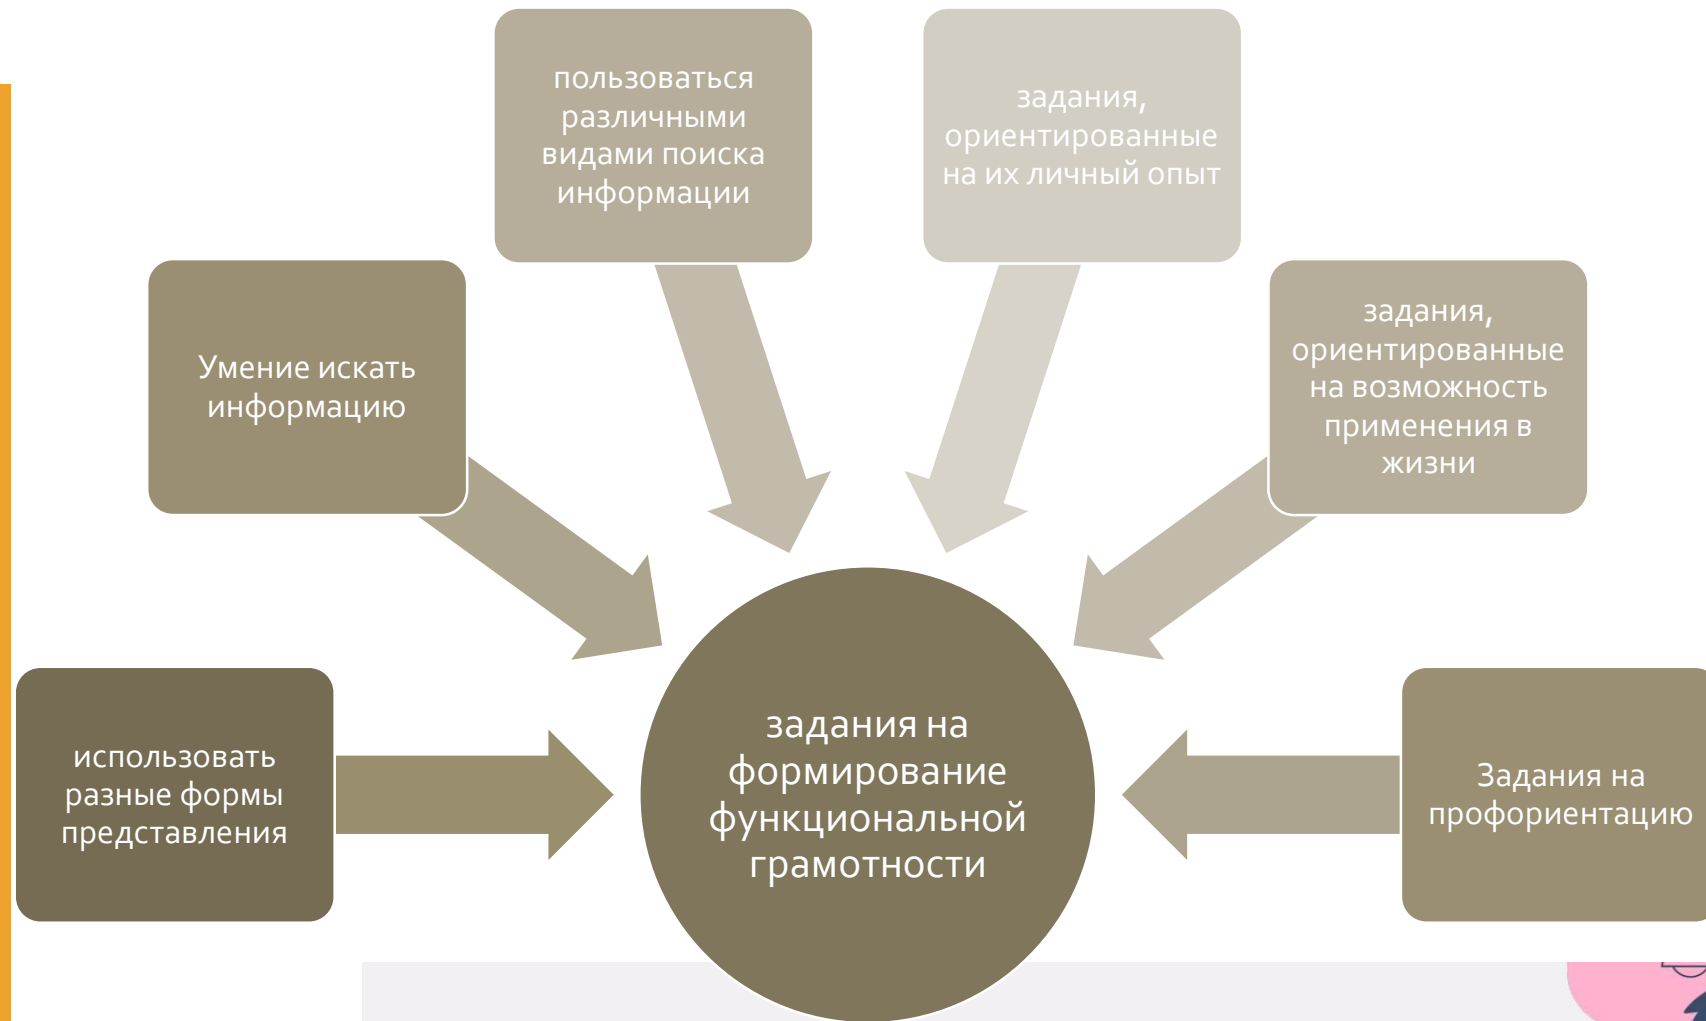 пользоваться
различными
видами поиска
информации
задания,
ориентированные
на их личный опыт
Умение искать
информацию
задания,
ориентированные
на возможность
применения в
жизни
использовать
разные формы
представления
задания на
формирование
функциональной
грамотности
Задания на
профориентацию